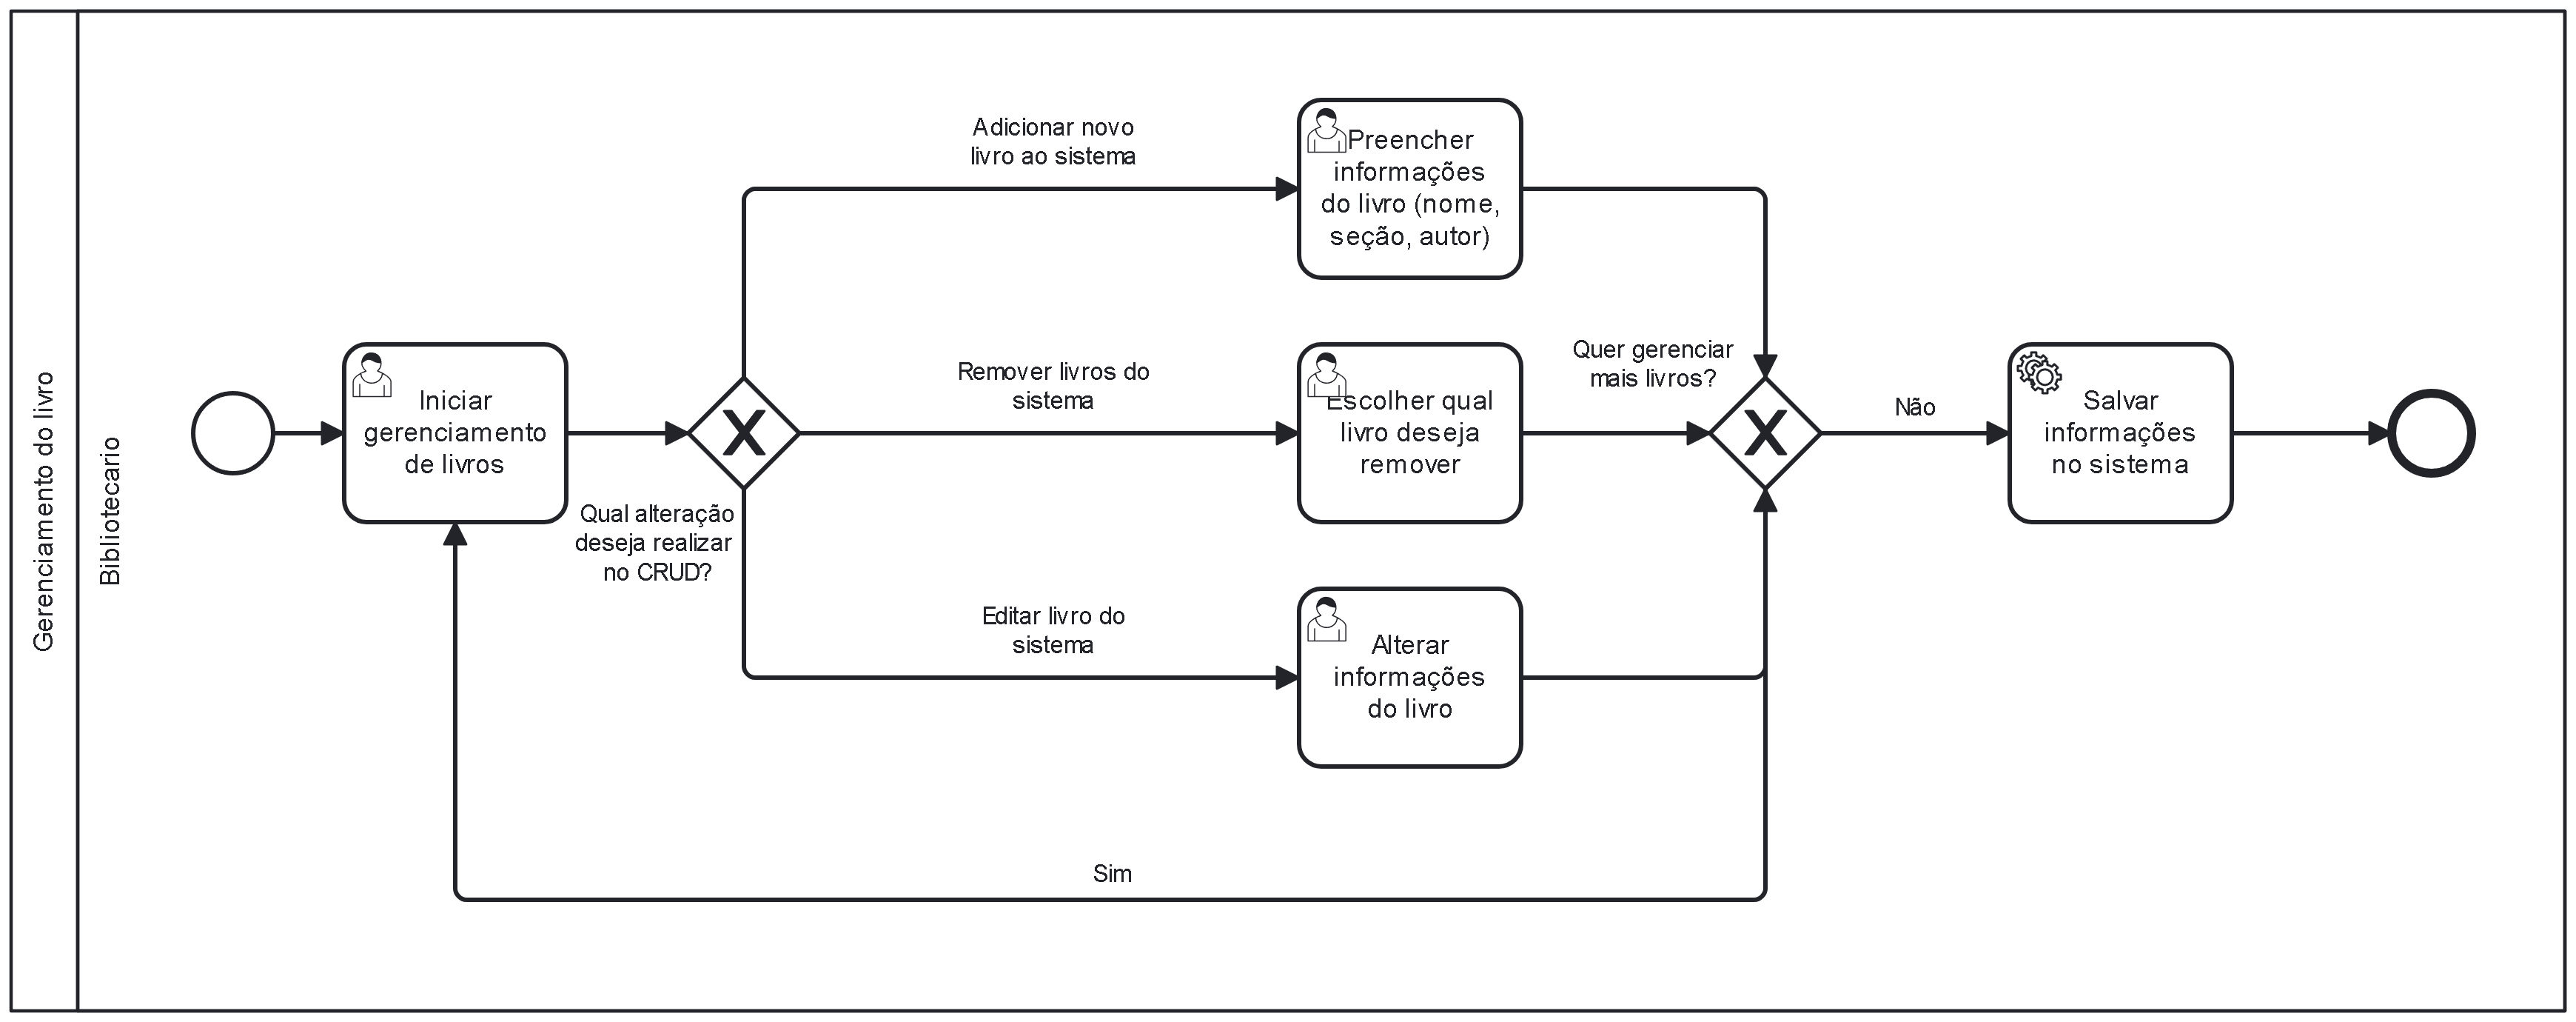 Gerenciamento do livro
Bibliotecario
Iniciar
gerenciamento
de livros
Qual alteração
deseja realizar
no CRUD?
Adicionar novo
livro ao sistema
Preencher
informações
do livro (nome,
seção, autor)
Remover livros do
sistema
Escolher qual
livro deseja
remover
Editar livro do
sistema
Alterar
informações
do livro
Quer gerenciar
mais livros?
Sim
Não
Salvar
informações
no sistema